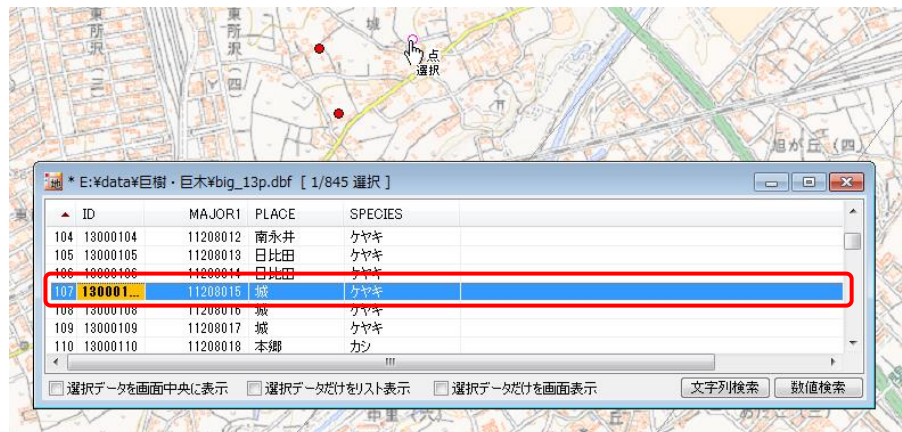 東所沢三
東所沢四
城
点
選択
旭が丘(四)
地 * E:¥data¥巨樹・巨木¥big_13p.dbf [ 1/845 選択 ]
ID MAJOR1 PLACE SPECIES
104 13000104 11208012 南永井 ケヤキ
105 13000105 11208013 日比田 ケヤキ
106 13000106 11208014 日比田 ケヤキ
107 130001... 11208015 城 ケヤキ
108 13000108 11208016 城 ケヤキ
109 13000109 11208017 城 ケヤキ
110 13000110 11208018 本郷 カシ
選択データを画面中央に表示 選択データだけをリスト表示 選択データだけを画面表示 文字列検索 数値検索
中里(六)